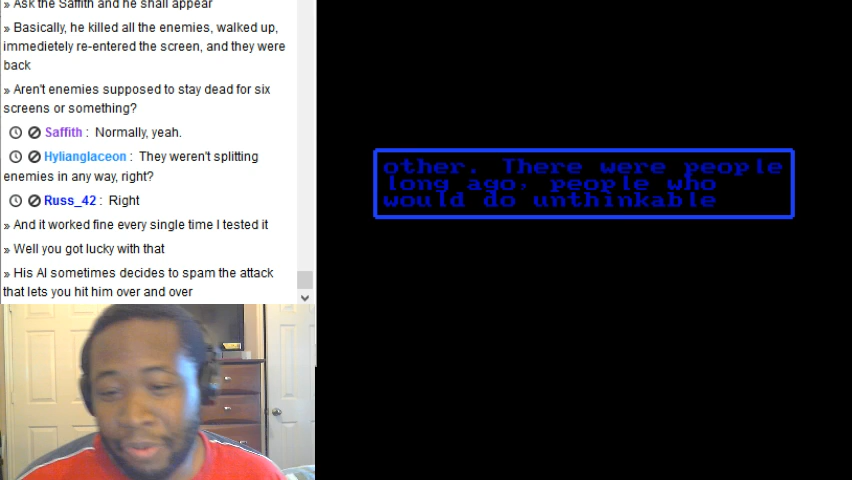 » Ask the Saffith and he shall appear
» Basically, he killed all the enemies, walked up,
immedietely re-entered the screen, and they were
back
» Aren't enemies supposed to stay dead for six
screens or something?
Saffith : Normally, yeah.
Hylianglaceon : They weren't splitting
enemies in any way, right?
Russ_42 : Right
» And it worked fine every single time I tested it
» Well you got lucky with that
» His AI sometimes decides to spam the attack
that lets you hit him over and over
other. There were people
long ago, people who
would do unthinkable